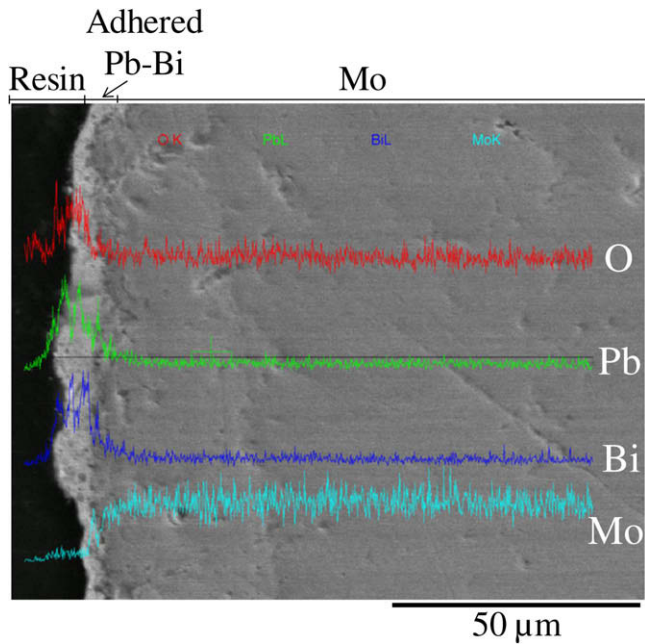 Adhered
Pb-Bi
Resin
Mo
O K
PbL
BiL
MoK
O
Pb
Bi
Mo
50 µm